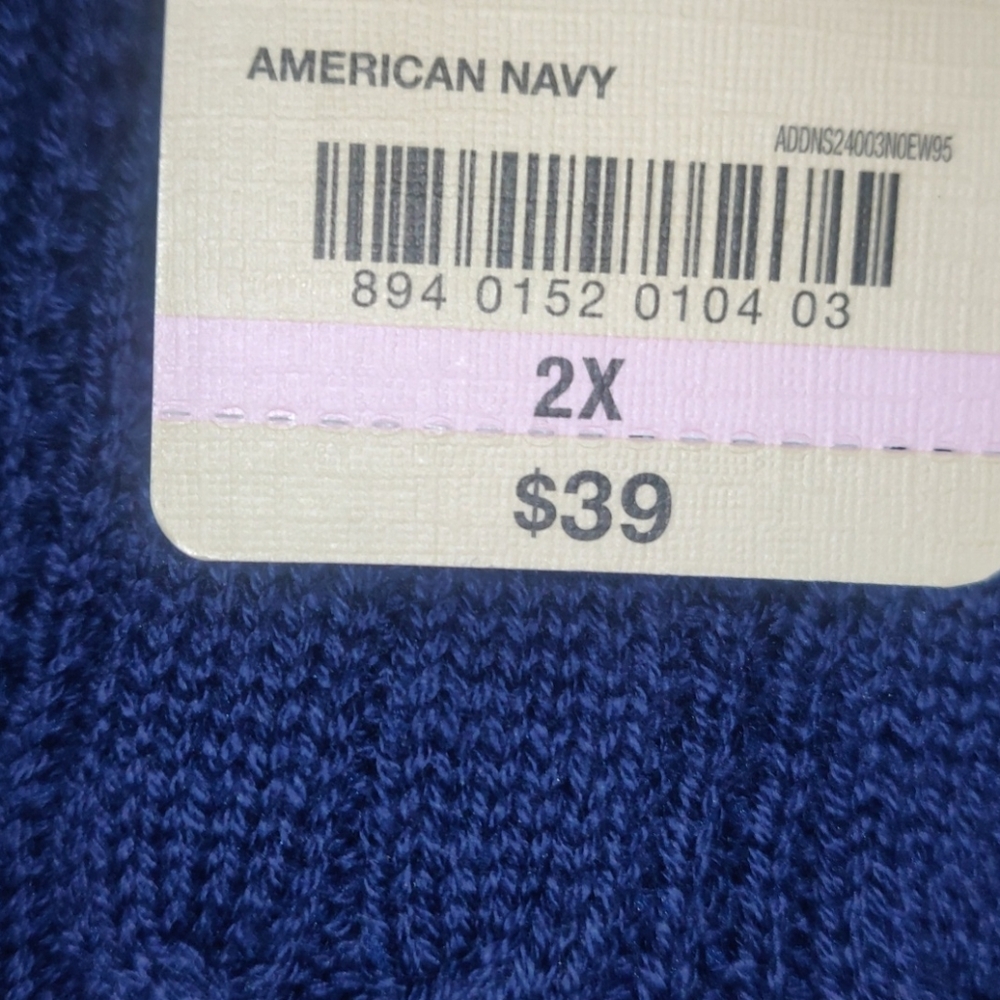 AMERICAN NAVY
ADDNS24003N0EW95
894 0152 0104 03
2X
$39